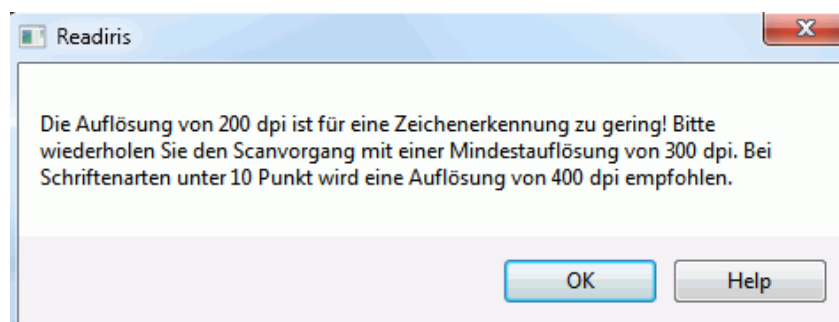 Readiris
Die Auflösung von 200 dpi ist für eine Zeichenerkennung zu gering! Bitte
wiederholen Sie den Scanvorgang mit einer Mindestauflösung von 300 dpi. Bei
Schriftenarten unter 10 Punkt wird eine Auflösung von 400 dpi empfohlen.
OK
Help